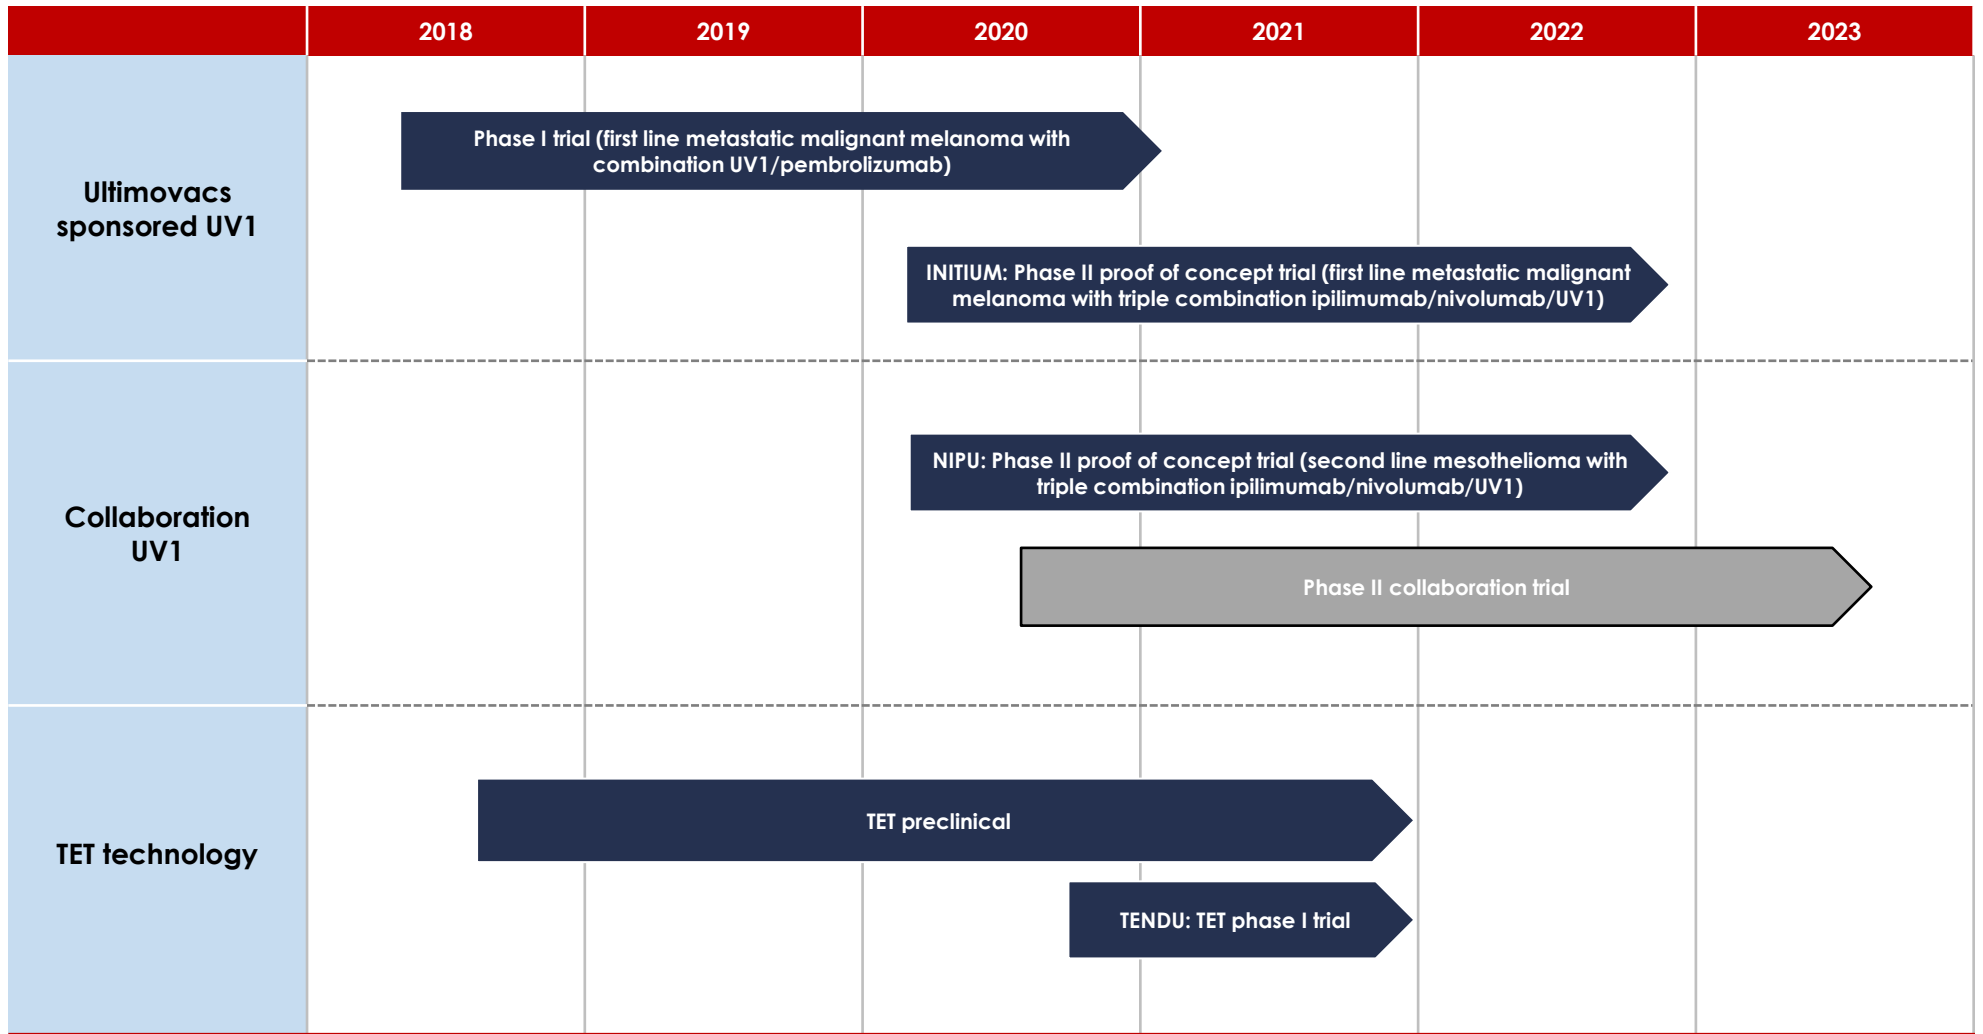 2018 2019 2020 2021 2022 2023
Ultimovacs
sponsored UV1
Phase I trial (first line metastatic malignant melanoma with
combination UV1/pembrolizumab)
INITIUM: Phase II proof of concept trial (first line metastatic malignant
melanoma with triple combination ipilimumab/nivolumab/UV1)
Collaboration
UV1
NIPU: Phase II proof of concept trial (second line mesothelioma with
triple combination ipilimumab/nivolumab/UV1)
Phase II collaboration trial
TET technology
TET preclinical
TENDU: TET phase I trial